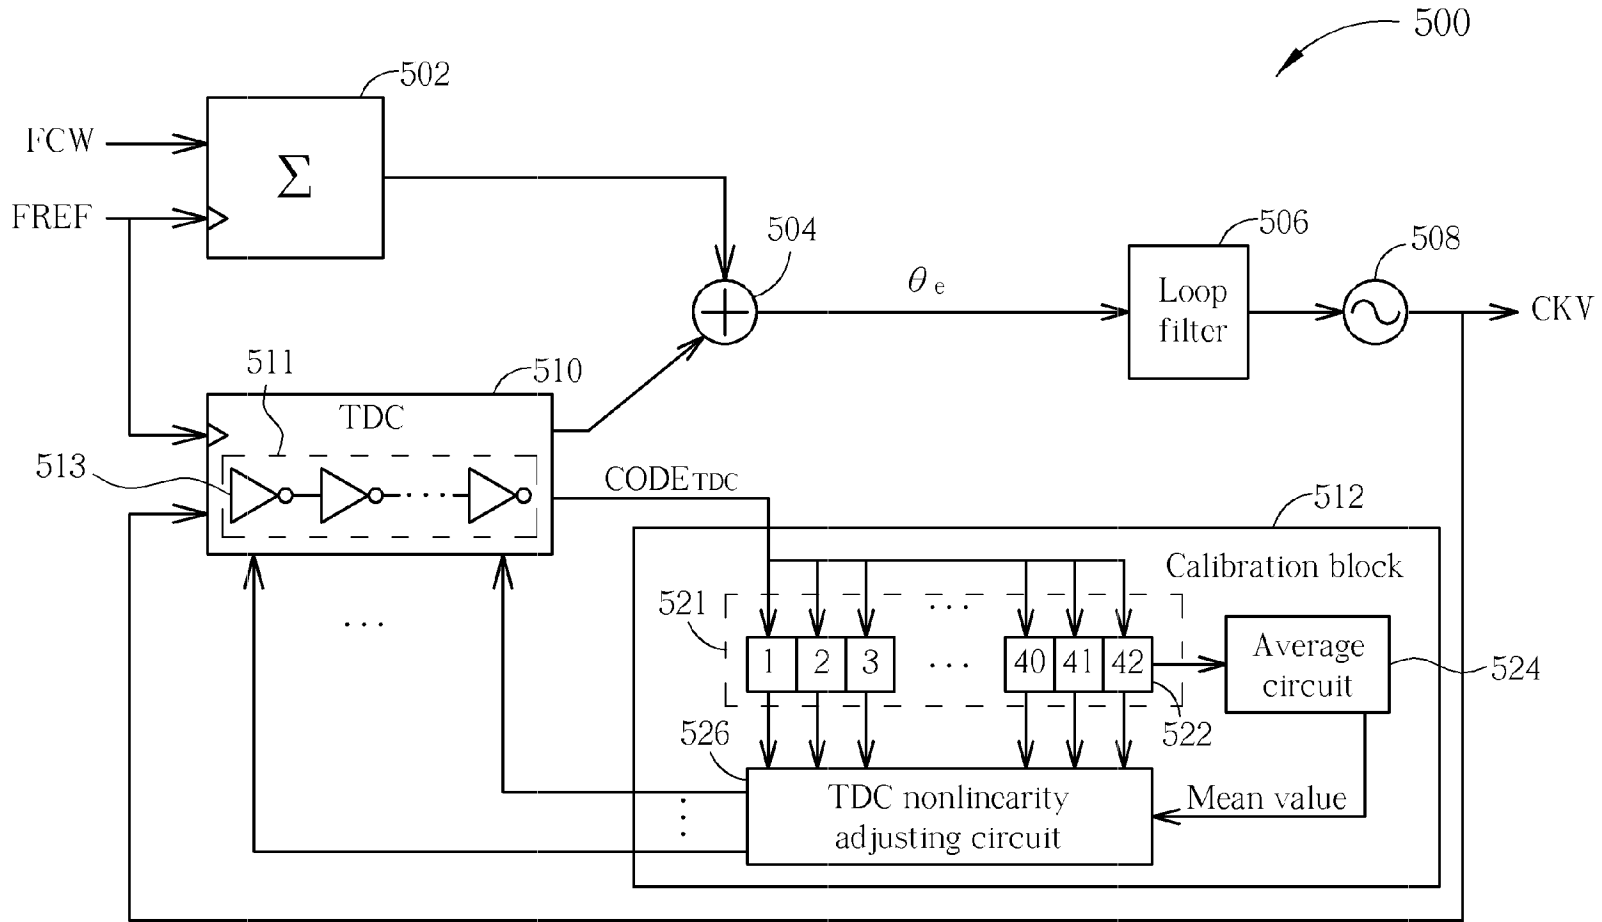 500
502
FCW
Σ
FREF
504
θe
506
508
Loop
filter
CKV
511
510
TDC
513
CODETDC
512
Calibration block
521
...
1 2 3 ... 40 41 42
Average
circuit
524
522
526
TDC nonlinearity
adjusting circuit
Mean value